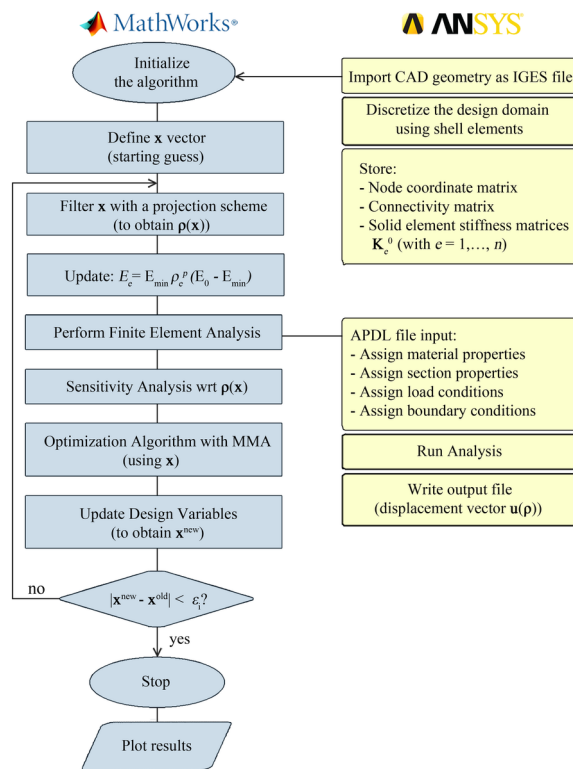 MathWorks®
Initialize
the algorithm
Define x vector
(starting guess)
Filter x with a projection scheme
(to obtain ρ(x))
Update: Eₑ = E_min ρₑᵖ (E₀ - E_min)
Perform Finite Element Analysis
Sensitivity Analysis wrt ρ(x)
Optimization Algorithm with MMA
(using x)
Update Design Variables
(to obtain xⁿᵉʷ)
no
|xⁿᵉʷ - xᵒˡᵈ| < εᵢ?
yes
Stop
Plot results
ANSYS®
Import CAD geometry as IGES file
Discretize the design domain
using shell elements
Store:
- Node coordinate matrix
- Connectivity matrix
- Solid element stiffness matrices
Kₑ⁰ (with e = 1,..., n)
APDL file input:
- Assign material properties
- Assign section properties
- Assign load conditions
- Assign boundary conditions
Run Analysis
Write output file
(displacement vector u(ρ))